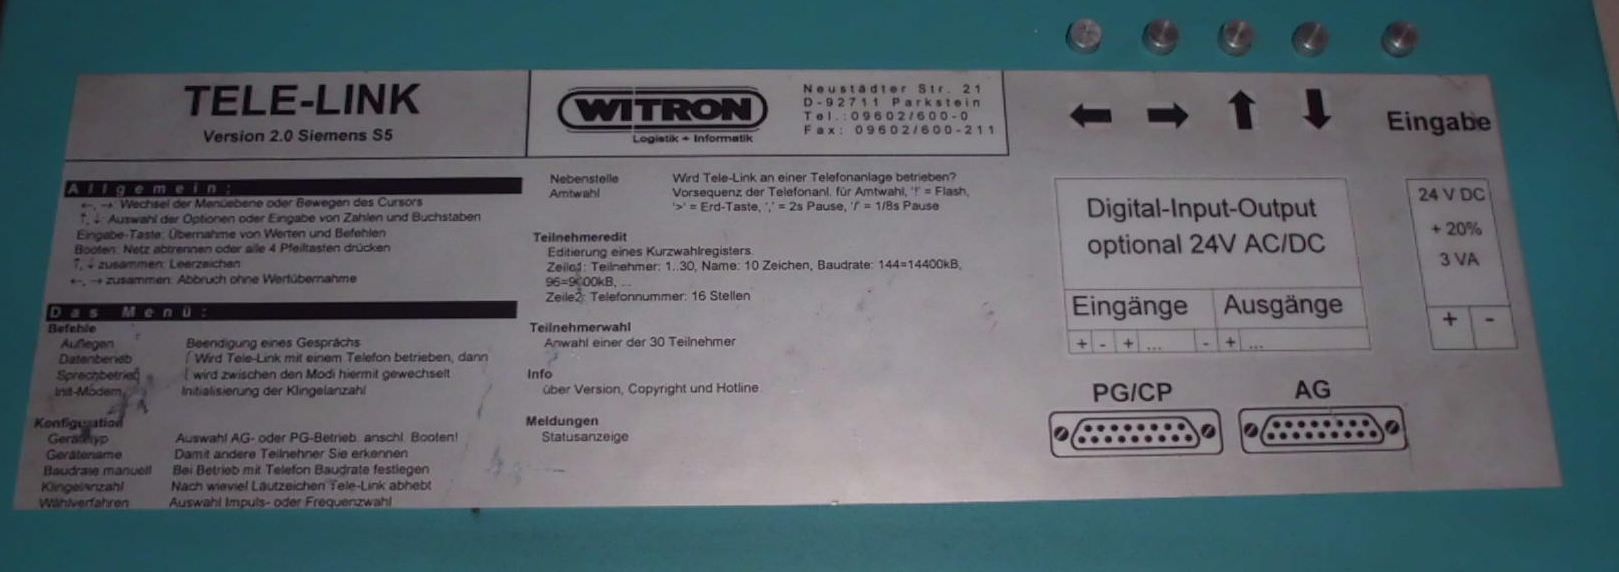 TELE-LINK
Version 2.0 Siemens S5
WITRON
Logistik + Informatik
Neustädter Str. 21
D-92711 Parkstein
Tel.:09602/600-0
Fax: 09602/600-211
Allgemein:
←, → Wechsel der Menüebene oder Bewegen des Cursors
↑, ↓ Auswahl der Optionen oder Eingabe von Zahlen und Buchstaben
Eingabe-Taste: Übernahme von Werten und Befehlen
Booten: Netz abtrennen oder alle 4 Pfeiltasten drücken
↑, ↓ zusammen: Leerzeichen
←, → zusammen: Abbruch ohne Wertübernahme
Das Menü:
Befehle
Auflegen Beendigung eines Gesprächs
Datenbetrieb ( Wird Tele-Link mit einem Telefon betrieben, dann
Sprechbetrieb ( wird zwischen den Modi hiermit gewechselt
Init-Modem Initialisierung der Klingelanzahl
Konfiguration
Gerätetyp Auswahl AG- oder PG-Betrieb. anschl. Booten!
Gerätename Damit andere Teilnehmer Sie erkennen
Baudrate manuell Bei Betrieb mit Telefon Baudrate festlegen
Klingelanzahl Nach wieviel Läutzeichen Tele-Link abhebt
Wahlverfahren Auswahl Impuls- oder Frequenzwahl
Nebenstelle Wird Tele-Link an einer Telefonanlage betrieben?
Amtwahl Vorsequenz der Telefonanl. für Amtwahl, '!' = Flash,
'>' = Erd-Taste, ',' = 2s Pause, '/' = 1/8s Pause
Teilnehmeredit
Editierung eines Kurzwahlregisters.
Zeile1: Teilnehmer: 1..30, Name: 10 Zeichen, Baudrate: 144=14400kB,
96=9600kB, ...
Zeile2: Telefonnummer: 16 Stellen
Teilnehmerwahl
Anwahl einer der 30 Teilnehmer
Info
über Version, Copyright und Hotline
Meldungen
Statusanzeige
← → ↑ ↓ Eingabe
Digital-Input-Output
optional 24V AC/DC
Eingänge Ausgänge
+ - + ... - + ...
24 V DC
+ 20%
3 VA
+ -
PG/CP AG